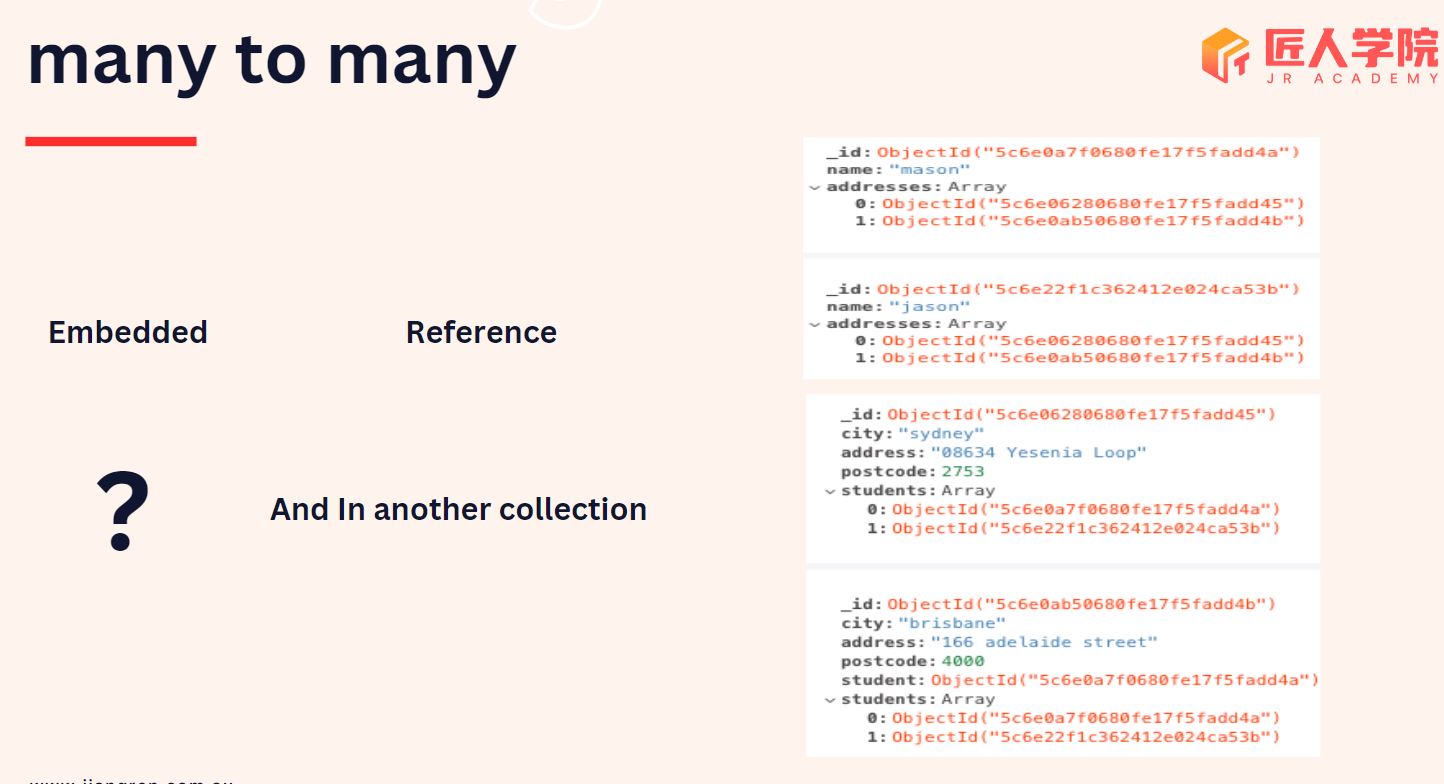 many to many
匠人学院
JR ACADEMY
Embedded
Reference
?
And In another collection
_id: ObjectId("5c6e0a7f0680fe17f5fadd4a")
name: "mason"
addresses: Array
0: ObjectId("5c6e06280680fe17f5fadd45")
1: ObjectId("5c6e0ab50680fe17f5fadd4b")
_id: ObjectId("5c6e22f1c362412e024ca53b")
name: "jason"
addresses: Array
0: ObjectId("5c6e06280680fe17f5fadd45")
1: ObjectId("5c6e0ab50680fe17f5fadd4b")
_id: ObjectId("5c6e06280680fe17f5fadd45")
city: "sydney"
address: "08634 Yesenia Loop"
postcode: 2753
students: Array
0: ObjectId("5c6e0a7f0680fe17f5fadd4a")
1: ObjectId("5c6e22f1c362412e024ca53b")
_id: ObjectId("5c6e0ab50680fe17f5fadd4b")
city: "brisbane"
address: "166 adelaide street"
postcode: 4000
student: ObjectId("5c6e0a7f0680fe17f5fadd4a")
students: Array
0: ObjectId("5c6e0a7f0680fe17f5fadd4a")
1: ObjectId("5c6e22f1c362412e024ca53b")